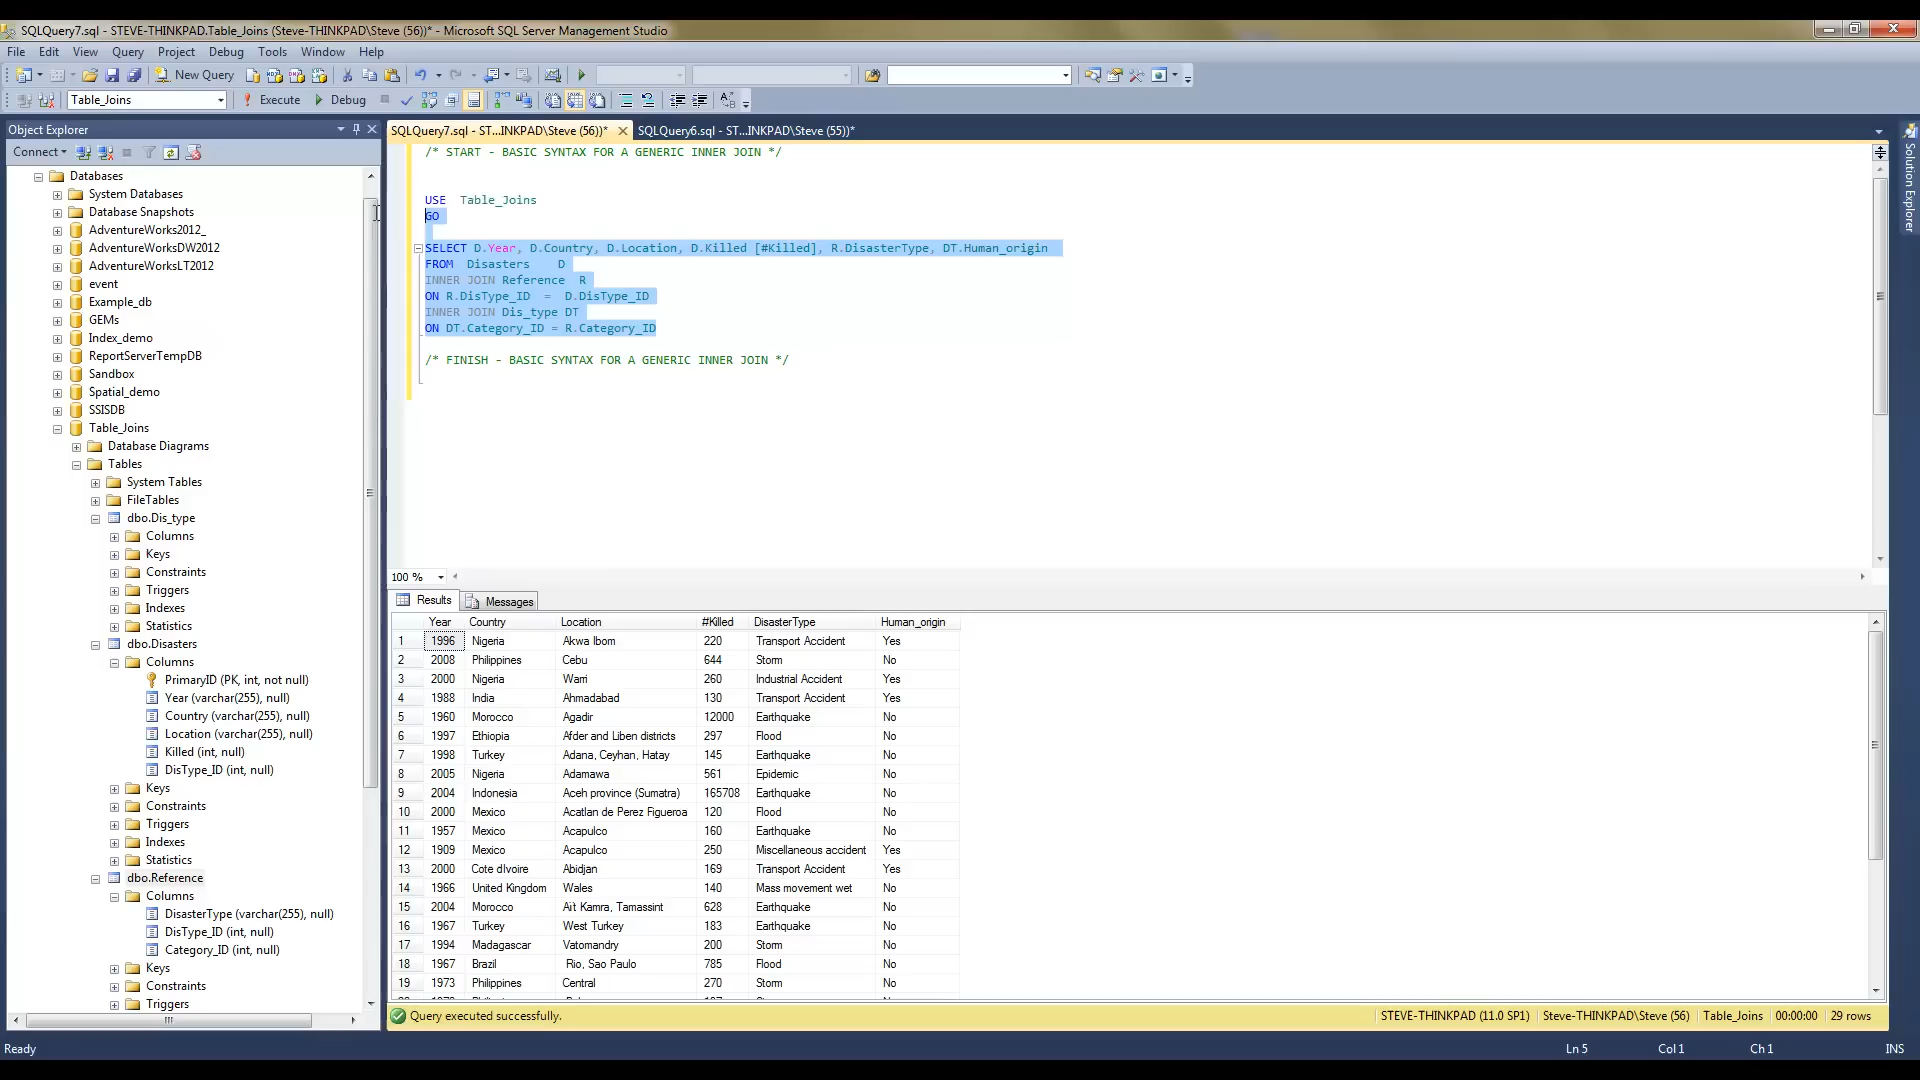 SQLQuery7.sql - STEVE-THINKPAD.Table_Joins (Steve-THINKPAD\Steve (56))* - Microsoft SQL Server Management Studio
File Edit View Query Project Debug Tools Window Help
New Query
Table_Joins Execute Debug
Object Explorer
Connect
Databases
System Databases
Database Snapshots
AdventureWorks2012_
AdventureWorksDW2012
AdventureWorksLT2012
event
Example_db
GEMs
Index_demo
ReportServerTempDB
Sandbox
Spatial_demo
SSISDB
Table_Joins
Database Diagrams
Tables
System Tables
FileTables
dbo.Dis_type
Columns
Keys
Constraints
Triggers
Indexes
Statistics
dbo.Disasters
Columns
PrimaryID (PK, int, not null)
Year (varchar(255), null)
Country (varchar(255), null)
Location (varchar(255), null)
Killed (int, null)
DisType_ID (int, null)
Keys
Constraints
Triggers
Indexes
Statistics
dbo.Reference
Columns
DisasterType (varchar(255), null)
DisType_ID (int, null)
Category_ID (int, null)
Keys
Constraints
Triggers
SQLQuery7.sql - ST...INKPAD\Steve (56))* SQLQuery6.sql - ST...INKPAD\Steve (55))*
/* START - BASIC SYNTAX FOR A GENERIC INNER JOIN */
USE Table_Joins
GO
SELECT D.Year, D.Country, D.Location, D.Killed [#Killed], R.DisasterType, DT.Human_origin
FROM Disasters D
INNER JOIN Reference R
ON R.DisType_ID = D.DisType_ID
INNER JOIN Dis_type DT
ON DT.Category_ID = R.Category_ID
/* FINISH - BASIC SYNTAX FOR A GENERIC INNER JOIN */
100 %
Results Messages
Year Country Location #Killed DisasterType Human_origin
1 1996 Nigeria Akwa Ibom 220 Transport Accident Yes
2 2008 Philippines Cebu 644 Storm No
3 2000 Nigeria Warri 260 Industrial Accident Yes
4 1988 India Ahmadabad 130 Transport Accident Yes
5 1960 Morocco Agadir 12000 Earthquake No
6 1997 Ethiopia Afder and Liben districts 297 Flood No
7 1998 Turkey Adana, Ceyhan, Hatay 145 Earthquake No
8 2005 Nigeria Adamawa 561 Epidemic No
9 2004 Indonesia Aceh province (Sumatra) 165708 Earthquake No
10 2000 Mexico Acatlan de Perez Figueroa 120 Flood No
11 1957 Mexico Acapulco 160 Earthquake No
12 1909 Mexico Acapulco 250 Miscellaneous accident Yes
13 2000 Cote dIvoire Abidjan 169 Transport Accident Yes
14 1966 United Kingdom Wales 140 Mass movement wet No
15 2004 Morocco Aït Kamra, Tamassint 628 Earthquake No
16 1967 Turkey West Turkey 183 Earthquake No
17 1994 Madagascar Vatomandry 200 Storm No
18 1967 Brazil Rio, Sao Paulo 785 Flood No
19 1973 Philippines Central 270 Storm No
Query executed successfully. STEVE-THINKPAD (11.0 SP1) Steve-THINKPAD\Steve (56) Table_Joins 00:00:00 29 rows
Ready Ln 5 Col 1 Ch 1 INS
Solution Explorer